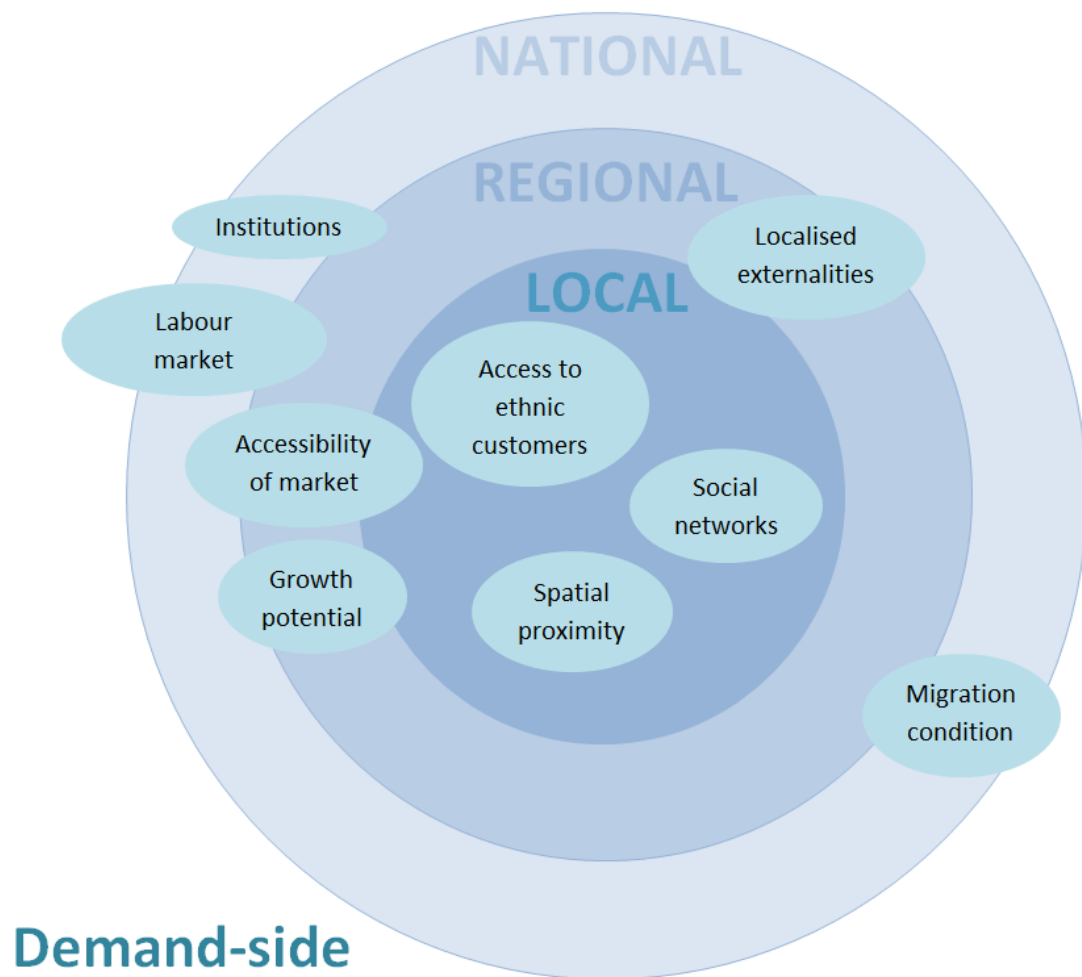 NATIONAL
REGIONAL
Institutions
Localised
externalities
LOCAL
Labour
market
Access to
ethnic
customers
Accessibility
of market
Social
networks
Growth
potential
Spatial
proximity
Migration
condition
Demand-side